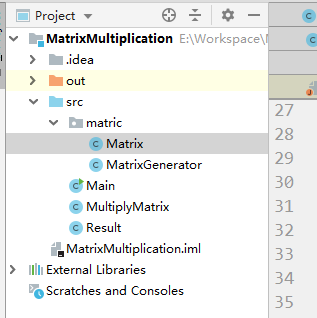 Project
MatrixMultiplication E:\Workspace\
.idea
out
src
matric
Matrix
MatrixGenerator
Main
MultiplyMatrix
Result
MatrixMultiplication.iml
External Libraries
Scratches and Consoles
27
28
29
30
31
32
33
34
35